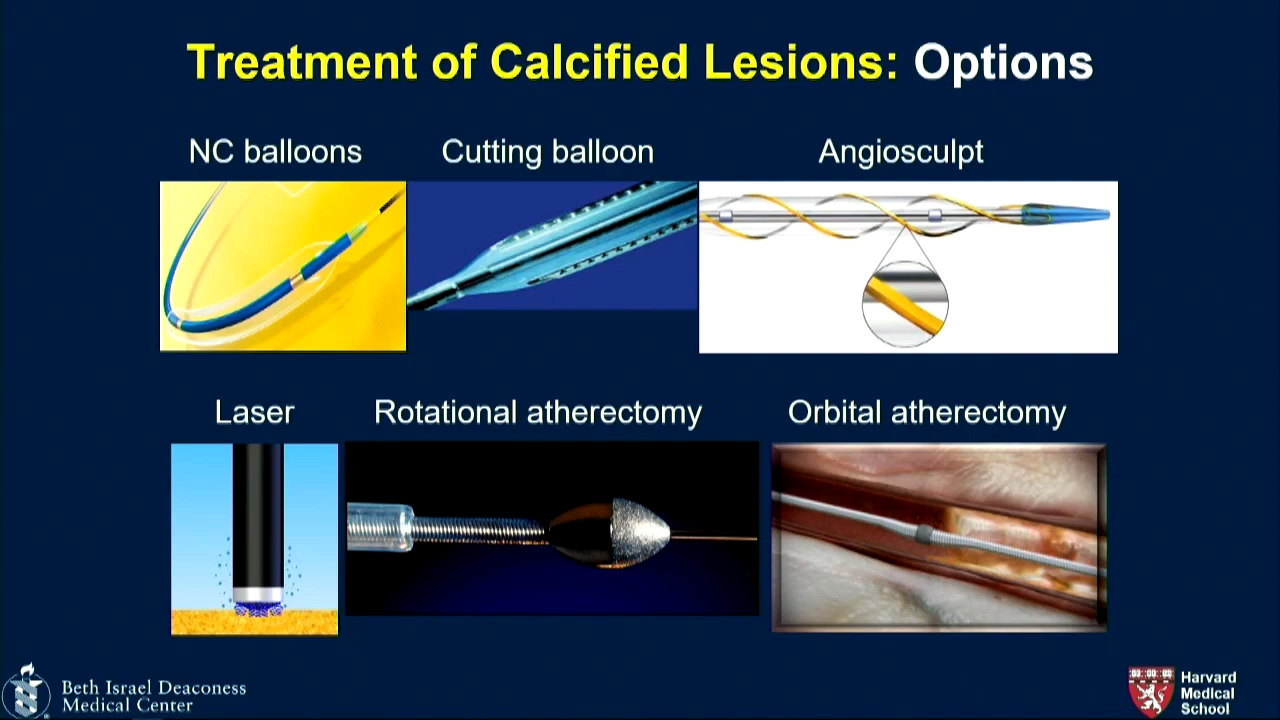 Treatment of Calcified Lesions: Options
NC balloons
Cutting balloon
Angiosculpt
Laser
Rotational atherectomy
Orbital atherectomy
Beth Israel Deaconess
Medical Center
Harvard
Medical
School